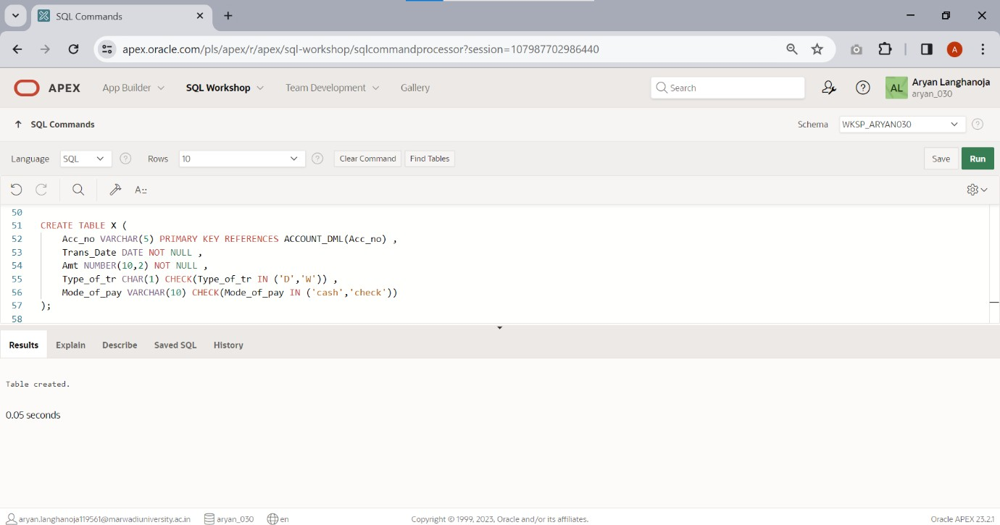 SQL Commands
apex.oracle.com/pls/apex/r/apex/sql-workshop/sqlcommandprocessor?session=107987702986440
A
APEX
App Builder
SQL Workshop
Team Development
Gallery
Search
AL
Aryan Langhanoja
aryan_030
SQL Commands
Schema
WKSP_ARYAN030
Language
SQL
Rows
10
Clear Command
Find Tables
Save
Run
A::
50
51 CREATE TABLE X (
52 Acc_no VARCHAR(5) PRIMARY KEY REFERENCES ACCOUNT_DML(Acc_no) ,
53 Trans_Date DATE NOT NULL ,
54 Amt NUMBER(10,2) NOT NULL ,
55 Type_of_tr CHAR(1) CHECK(Type_of_tr IN ('D','W')) ,
56 Mode_of_pay VARCHAR(10) CHECK(Mode_of_pay IN ('cash','check'))
57 );
58
Results
Explain
Describe
Saved SQL
History
Table created.
0.05 seconds
aryan.langhanoja119561@marwadiuniversity.ac.in
aryan_030
en
Copyright © 1999, 2023, Oracle and/or its affiliates.
Oracle APEX 23.2.1